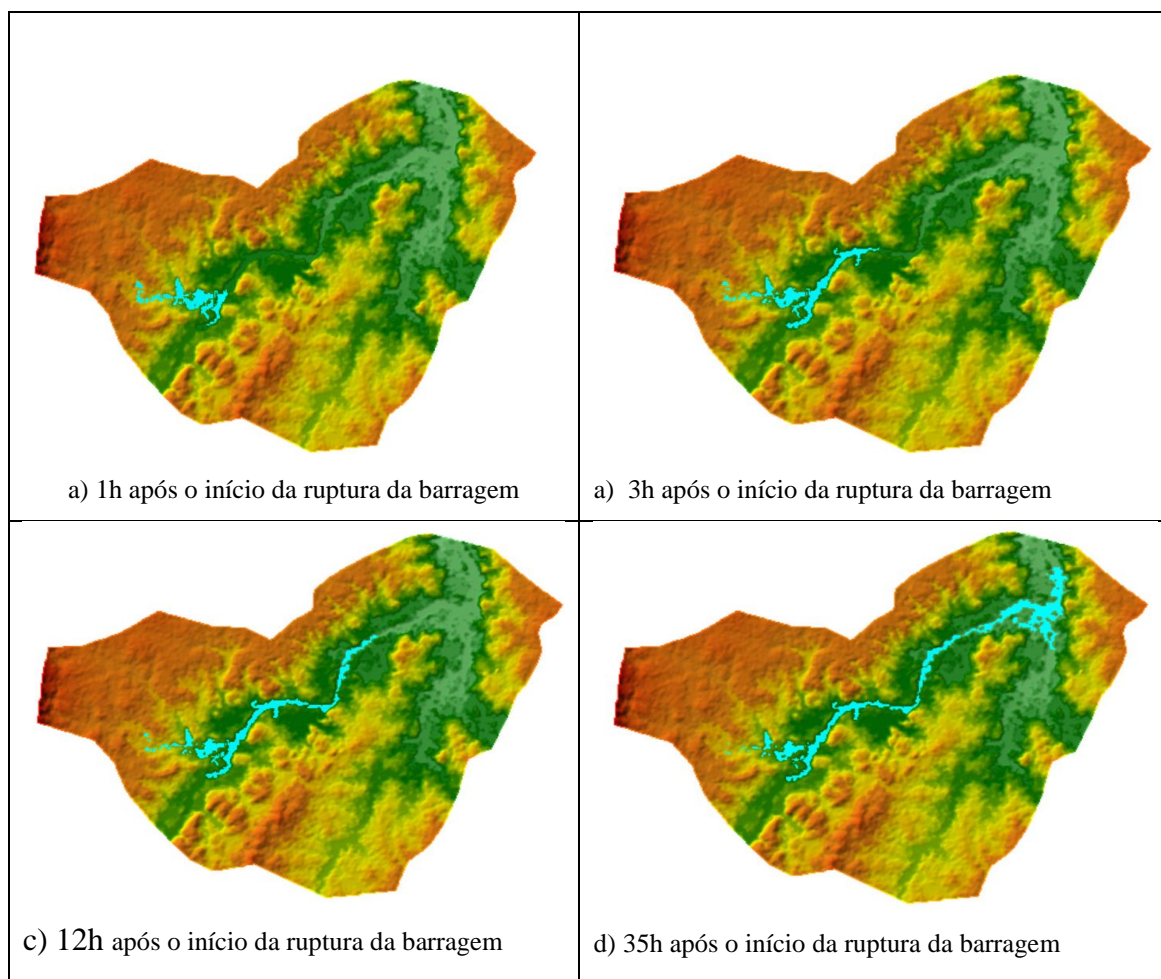 a) 1h após o início da ruptura da barragem
a) 3h após o início da ruptura da barragem
c) 12h após o início da ruptura da barragem
d) 35h após o início da ruptura da barragem